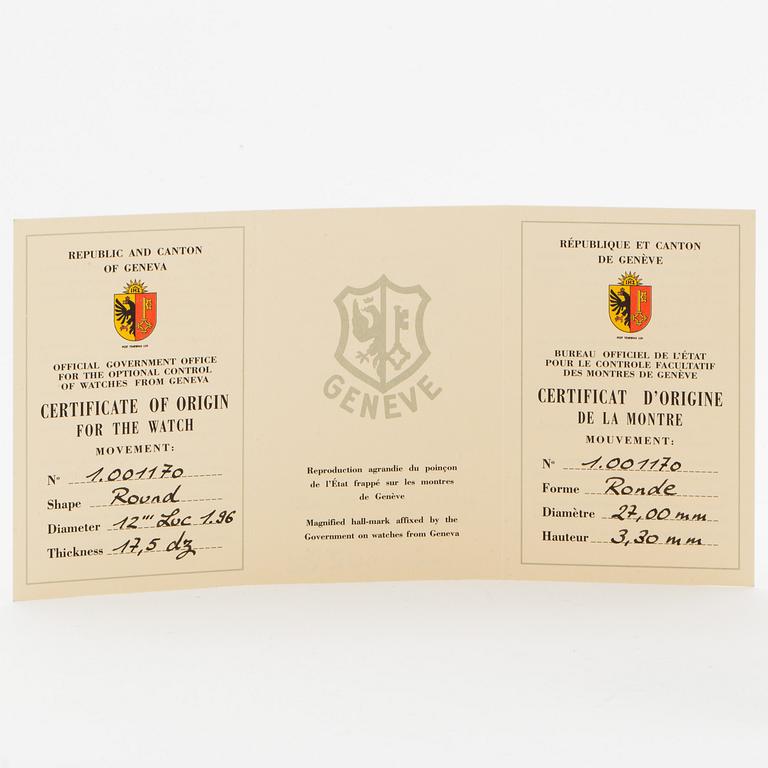 REPUBLIC AND CANTON
OF GENEVA
OFFICIAL GOVERNMENT OFFICE
FOR THE OPTIONAL CONTROL
OF WATCHES FROM GENEVA
CERTIFICATE OF ORIGIN
FOR THE WATCH
MOVEMENT:
Nº 1.001170
Shape Round
Diameter 12''' Luc 1.96
Thickness 17,5 dz
GENEVE
Reproduction agrandie du poinçon
de l'État frappé sur les montres
de Genève
Magnified hall-mark affixed by the
Government on watches from Geneva
RÉPUBLIQUE ET CANTON
DE GENÈVE
BUREAU OFFICIEL DE L'ÉTAT
POUR LE CONTROLE FACULTATIF
DES MONTRES DE GENÈVE
CERTIFICAT D'ORIGINE
DE LA MONTRE
MOUVEMENT:
Nº 1.001170
Forme Ronde
Diamètre 27,00 mm
Hauteur 3,30 mm